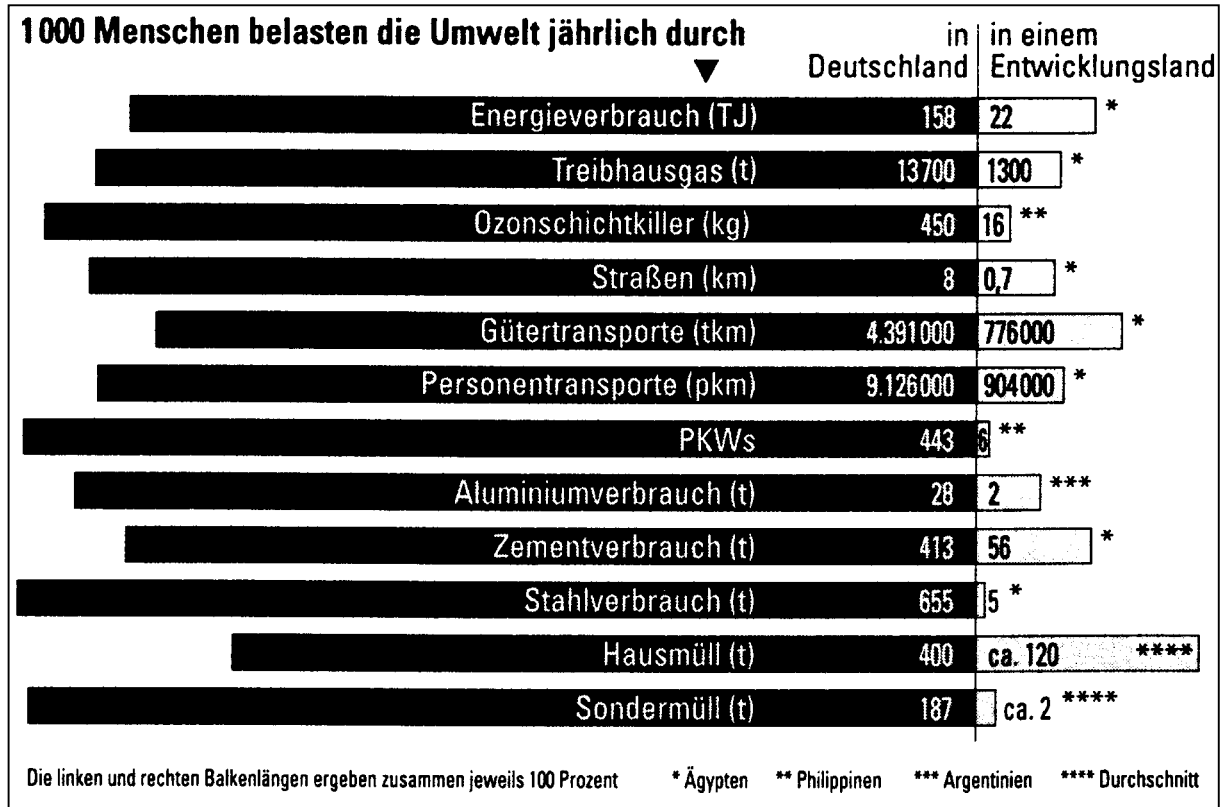 1000 Menschen belasten die Umwelt jährlich durch
in Deutschland
in einem Entwicklungsland
Energieverbrauch (TJ) 158 22 *
Treibhausgas (t) 13700 1300 *
Ozonschichtkiller (kg) 450 16 **
Straßen (km) 8 0,7 *
Gütertransporte (tkm) 4.391000 776000 *
Personentransporte (pkm) 9.126000 904000 *
PKWs 443 6 **
Aluminiumverbrauch (t) 28 2 ***
Zementverbrauch (t) 413 56 *
Stahlverbrauch (t) 655 5 *
Hausmüll (t) 400 ca. 120 ****
Sondermüll (t) 187 ca. 2 ****
Die linken und rechten Balkenlängen ergeben zusammen jeweils 100 Prozent * Ägypten ** Philippinen *** Argentinien **** Durchschnitt